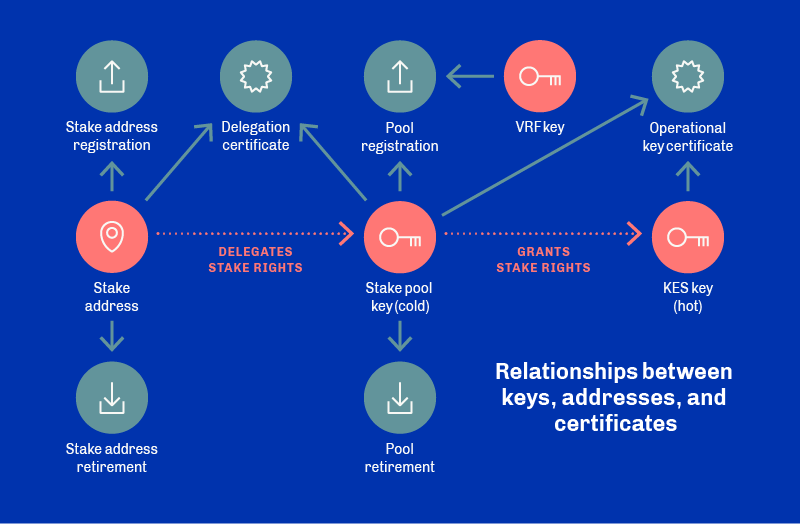 Stake address
registration
Delegation
certificate
Pool
registration
VRF key
Operational
key certificate
DELEGATES
STAKE RIGHTS
GRANTS
STAKE RIGHTS
Stake
address
Stake pool
key (cold)
KES key
(hot)
Relationships between
keys, addresses, and
certificates
Stake address
retirement
Pool
retirement